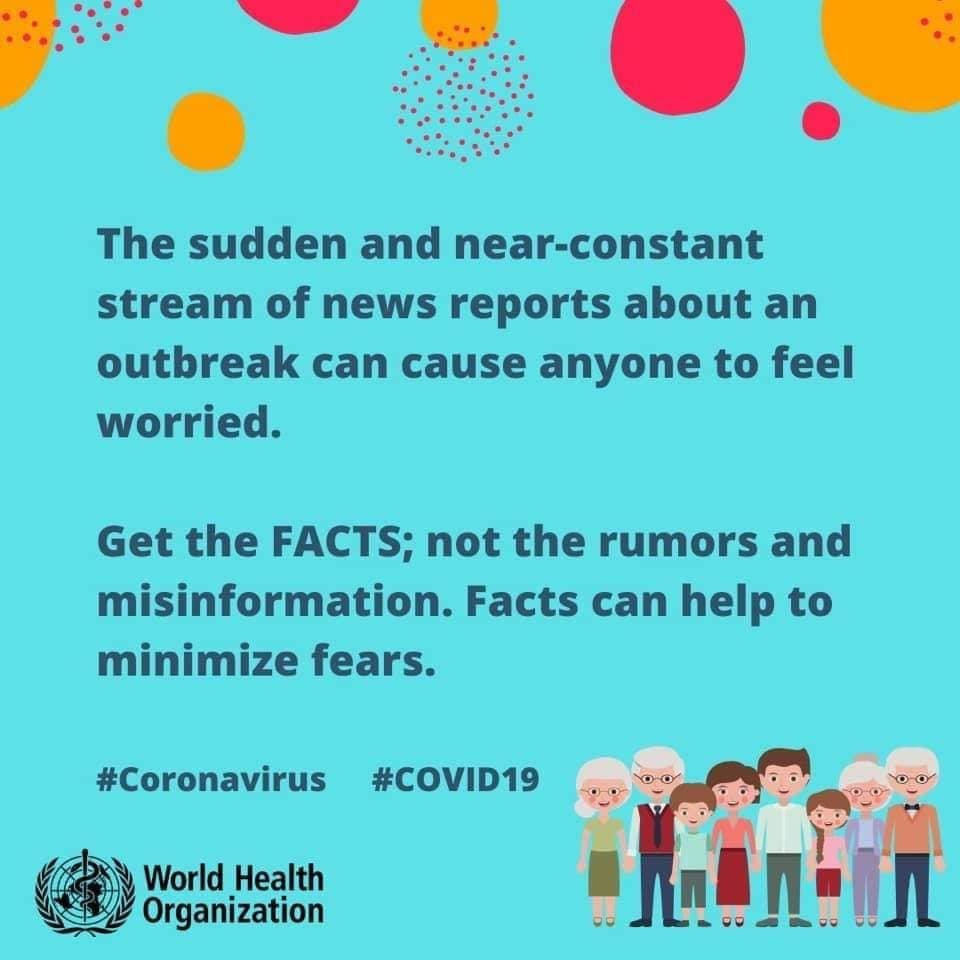 The sudden and near-constant
stream of news reports about an
outbreak can cause anyone to feel
worried.
Get the FACTS; not the rumors and
misinformation. Facts can help to
minimize fears.
#Coronavirus #COVID19
World Health
Organization